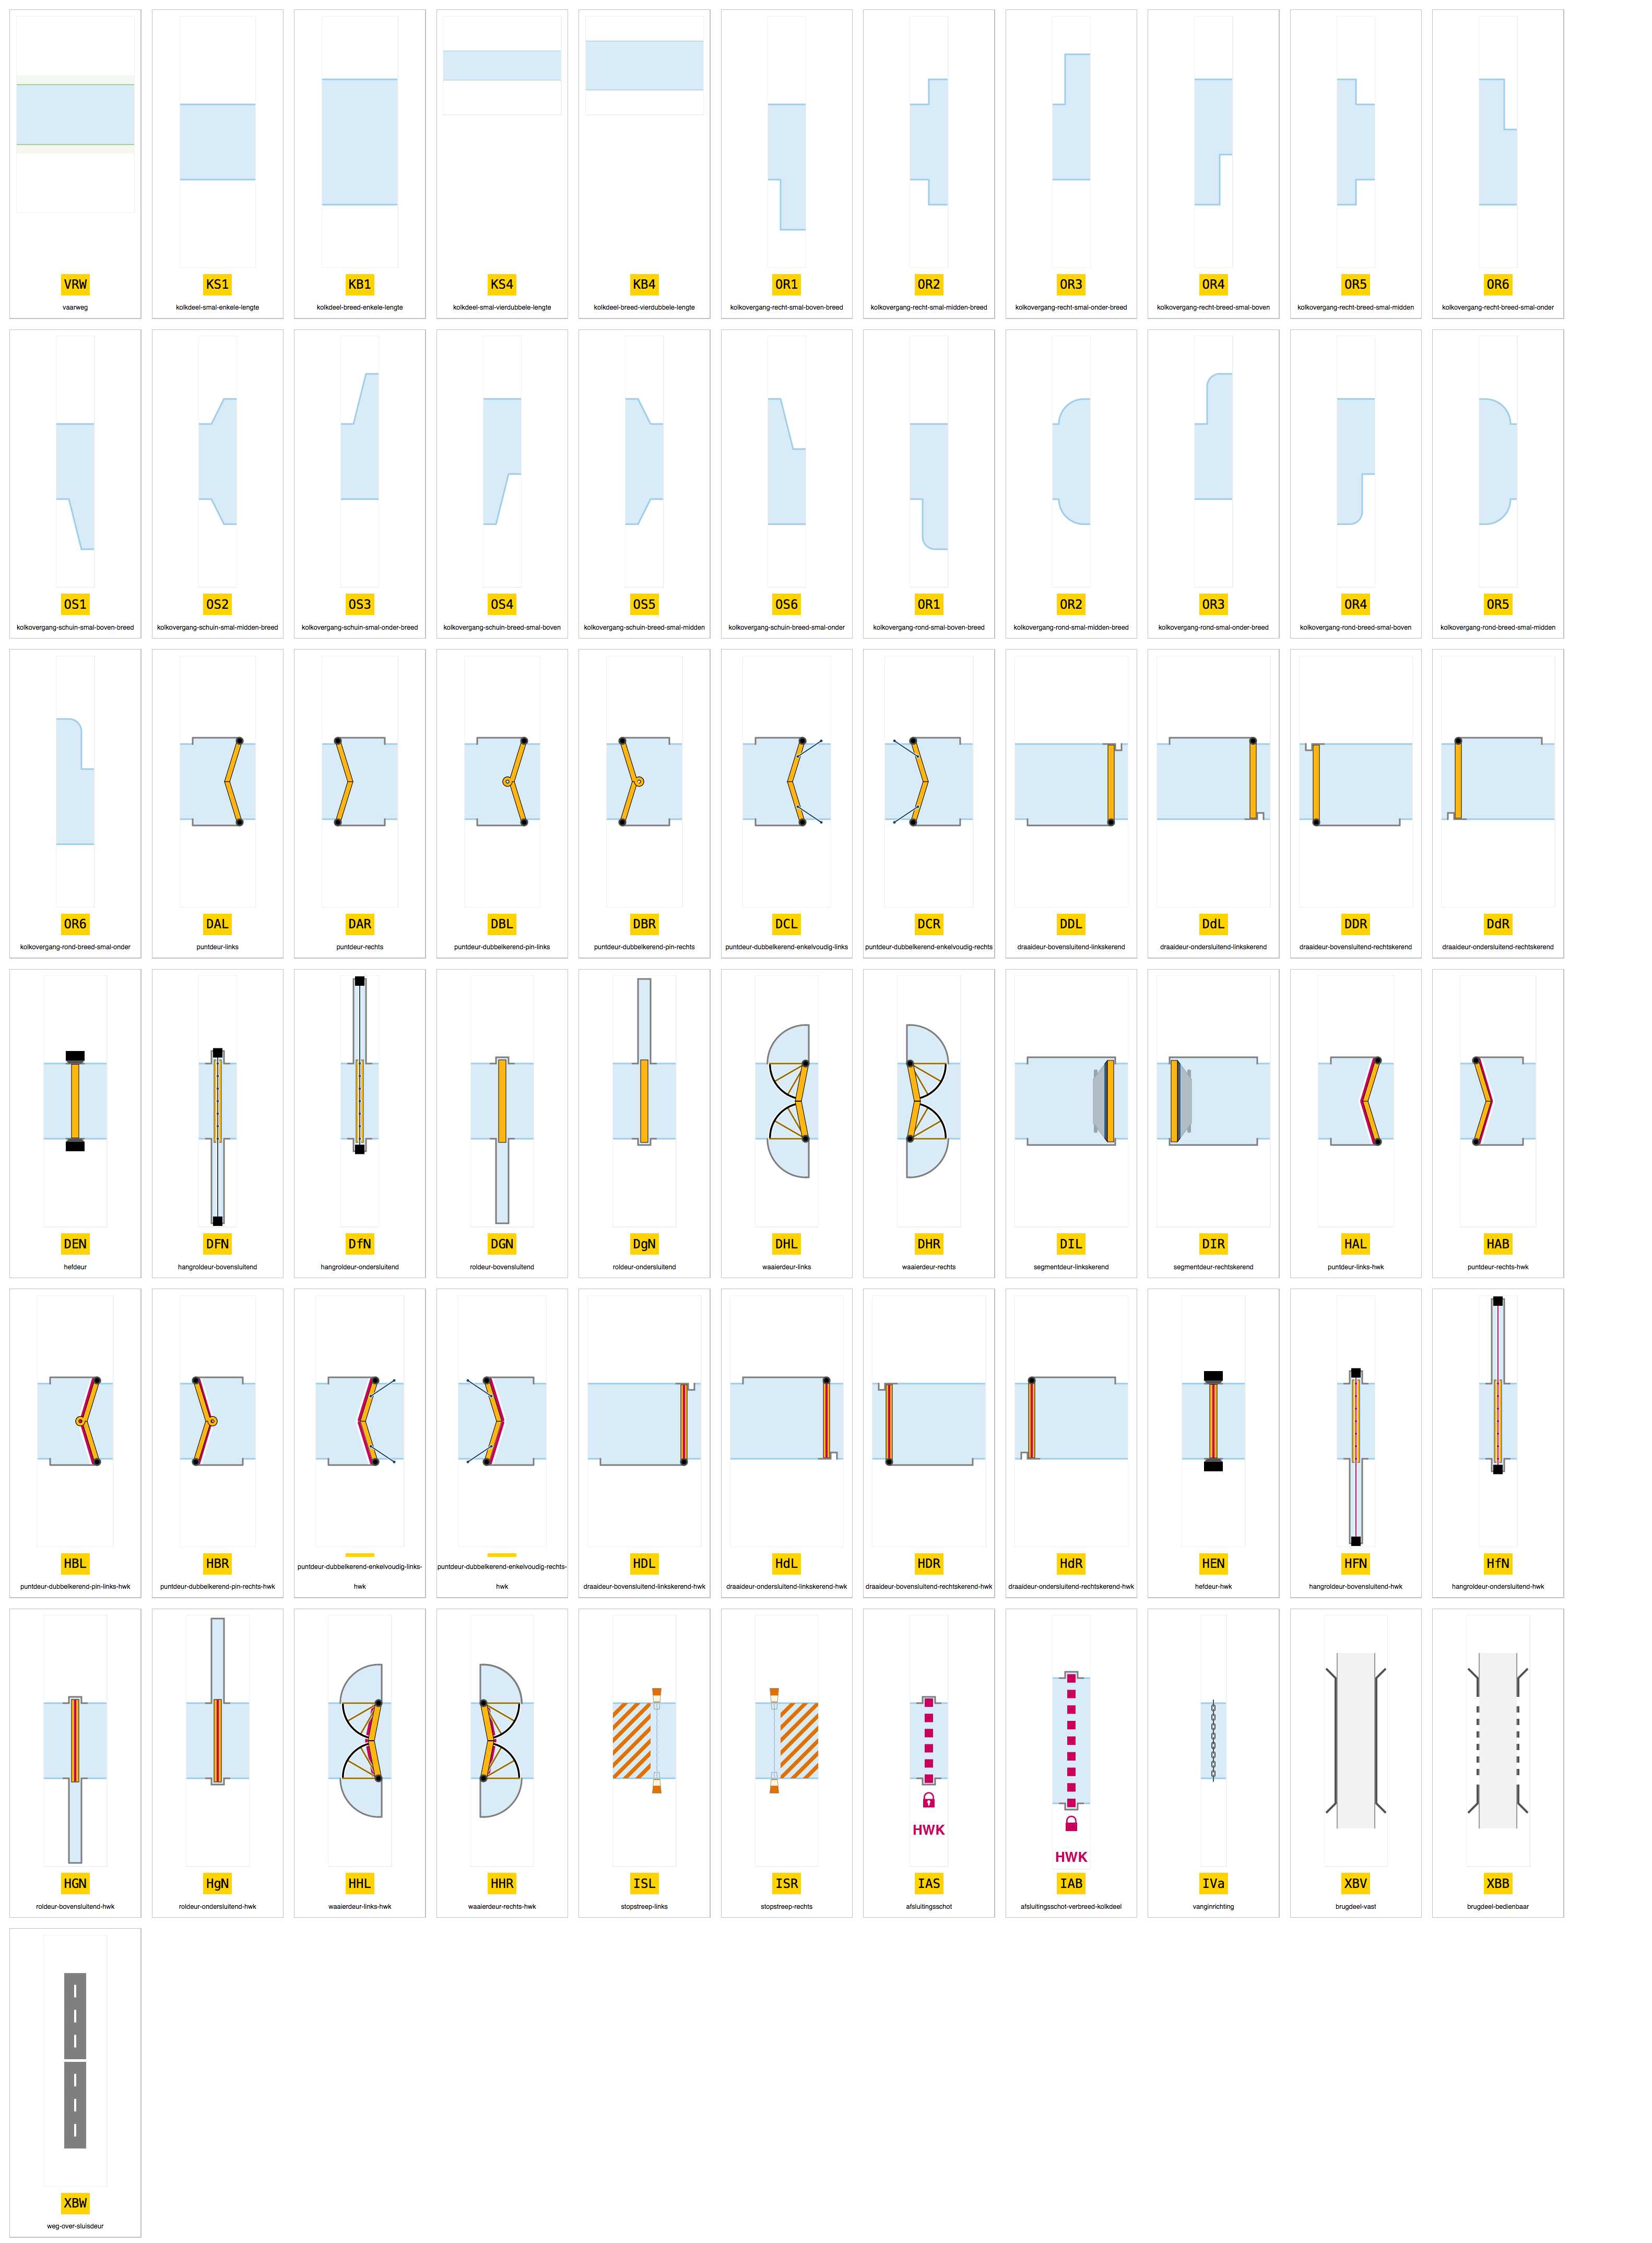 VRW
vaarweg
KS1
kolkdeel-smal-enkele-lengte
KB1
kolkdeel-breed-enkele-lengte
KS4
kolkdeel-smal-vierdubbele-lengte
KB4
kolkdeel-breed-vierdubbele-lengte
OR1
kolkovergang-recht-smal-boven-breed
OR2
kolkovergang-recht-smal-midden-breed
OR3
kolkovergang-recht-smal-onder-breed
OR4
kolkovergang-recht-breed-smal-boven
OR5
kolkovergang-recht-breed-smal-midden
OR6
kolkovergang-recht-breed-smal-onder
OS1
kolkovergang-schuin-smal-boven-breed
OS2
kolkovergang-schuin-smal-midden-breed
OS3
kolkovergang-schuin-smal-onder-breed
OS4
kolkovergang-schuin-breed-smal-boven
OS5
kolkovergang-schuin-breed-smal-midden
OS6
kolkovergang-schuin-breed-smal-onder
OR1
kolkovergang-rond-smal-boven-breed
OR2
kolkovergang-rond-smal-midden-breed
OR3
kolkovergang-rond-smal-onder-breed
OR4
kolkovergang-rond-breed-smal-boven
OR5
kolkovergang-rond-breed-smal-midden
OR6
kolkovergang-rond-breed-smal-onder
DAL
puntdeur-links
DAR
puntdeur-rechts
DBL
puntdeur-dubbelkerend-pin-links
DBR
puntdeur-dubbelkerend-pin-rechts
DCL
puntdeur-dubbelkerend-enkelvoudig-links
DCR
puntdeur-dubbelkerend-enkelvoudig-rechts
DDL
draaideur-bovensluitend-linkskerend
DdL
draaideur-ondersluitend-linkskerend
DDR
draaideur-bovensluitend-rechtskerend
DdR
draaideur-ondersluitend-rechtskerend
DEN
hefdeur
DFN
hangroldeur-bovensluitend
DfN
hangroldeur-ondersluitend
DGN
roldeur-bovensluitend
DgN
roldeur-ondersluitend
DHL
waaierdeur-links
DHR
waaierdeur-rechts
DIL
segmentdeur-linkskerend
DIR
segmentdeur-rechtskerend
HAL
puntdeur-links-hwk
HAB
puntdeur-rechts-hwk
HBL
puntdeur-dubbelkerend-pin-links-hwk
HBR
puntdeur-dubbelkerend-pin-rechts-hwk
puntdeur-dubbelkerend-enkelvoudig-links-
hwk
puntdeur-dubbelkerend-enkelvoudig-rechts-
hwk
HDL
draaideur-bovensluitend-linkskerend-hwk
HdL
draaideur-ondersluitend-linkskerend-hwk
HDR
draaideur-bovensluitend-rechtskerend-hwk
HdR
draaideur-ondersluitend-rechtskerend-hwk
HEN
hefdeur-hwk
HFN
hangroldeur-bovensluitend-hwk
HfN
hangroldeur-ondersluitend-hwk
HGN
roldeur-bovensluitend-hwk
HgN
roldeur-ondersluitend-hwk
HHL
waaierdeur-links-hwk
HHR
waaierdeur-rechts-hwk
ISL
stopstreep-links
ISR
stopstreep-rechts
HWK
IAS
afsluitingsschot
HWK
IAB
afsluitingsschot-verbreed-kolkdeel
IVa
vanginrichting
XBV
brugdeel-vast
XBB
brugdeel-bedienbaar
XBW
weg-over-sluisdeur